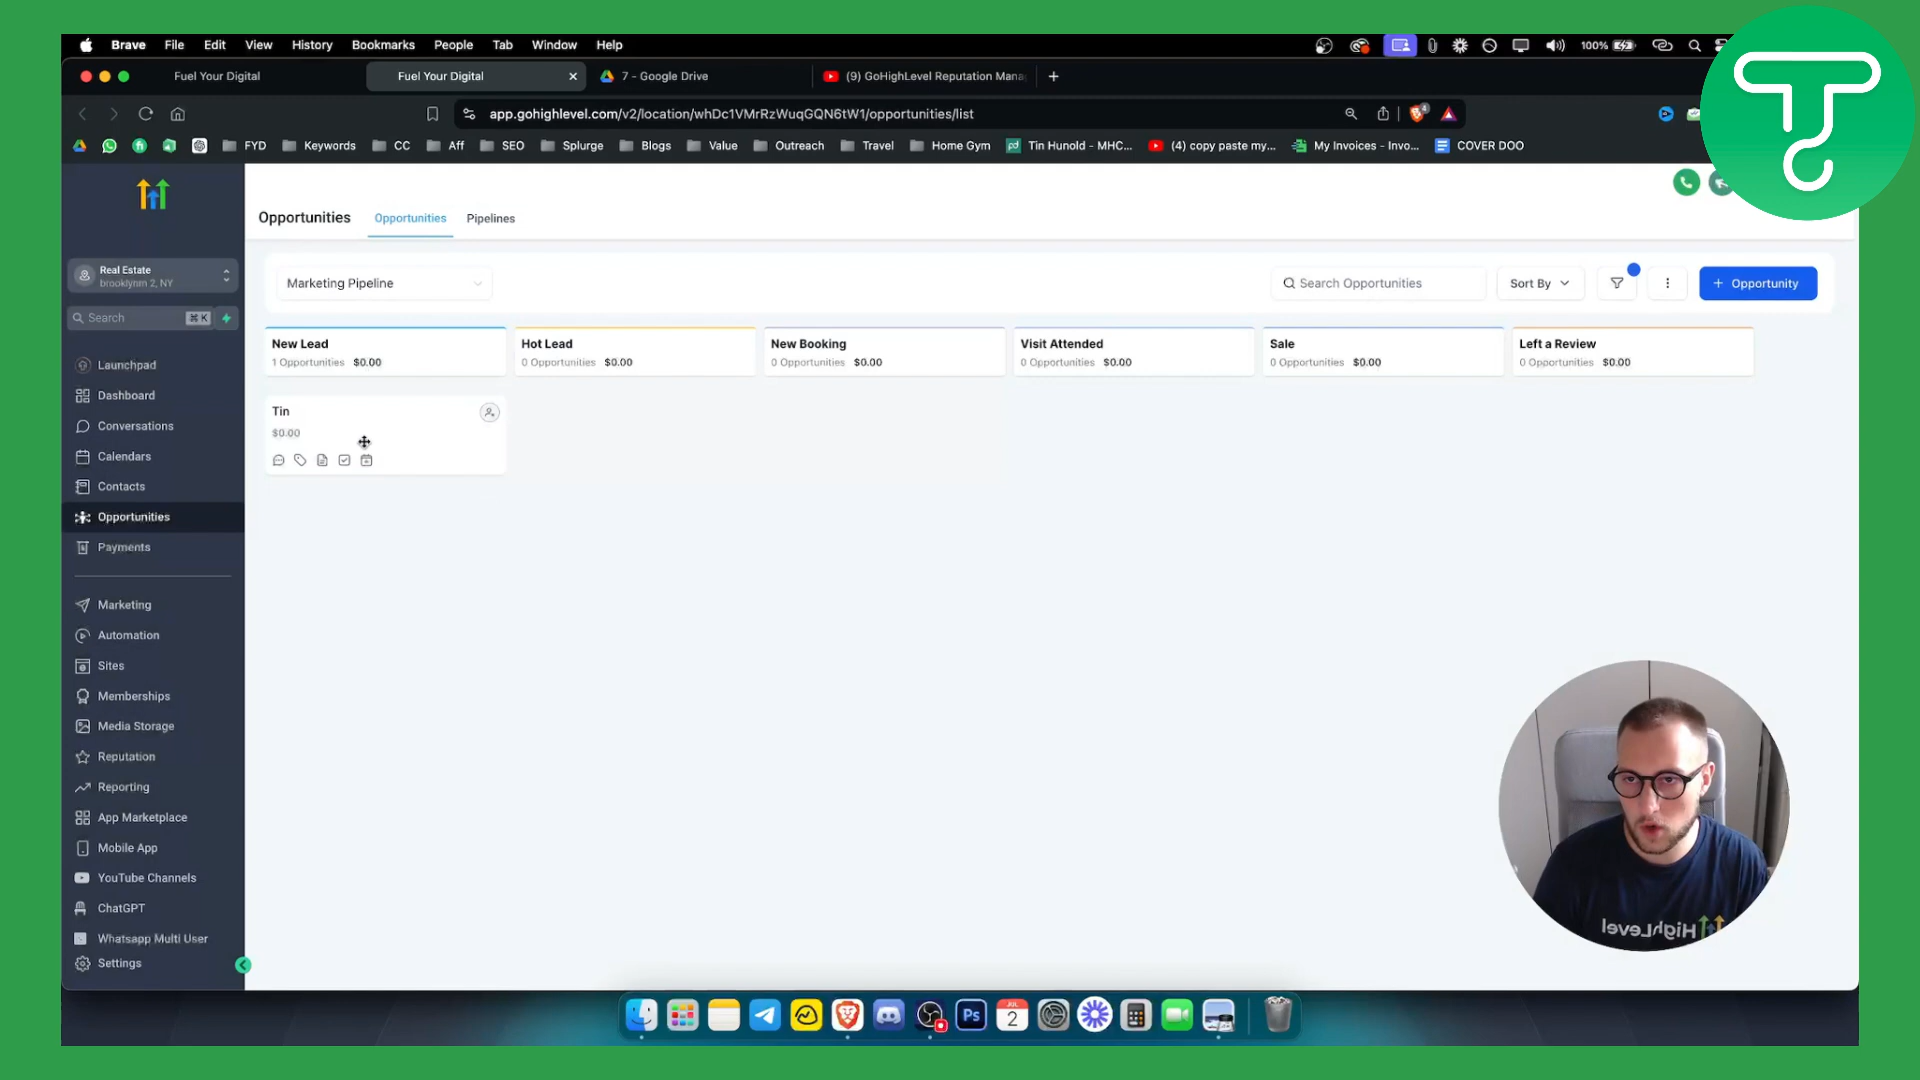 Brave File Edit View History Bookmarks People Tab Window Help
100%
Fuel Your Digital
Fuel Your Digital
7 - Google Drive
(9) GoHighLevel Reputation Mana
app.gohighlevel.com/v2/location/whDc1VMrRzWuqGQN6tW1/opportunities/list
4
FYD Keywords CC Aff SEO Splurge Blogs Value Outreach Travel Home Gym Tin Hunold - MHC... (4) copy paste my... My Invoices - Invo... COVER DOO
Opportunities Opportunities Pipelines
Real Estate
brooklynm 2, NY
Search ⌘ K
Launchpad
Dashboard
Conversations
Calendars
Contacts
Opportunities
Payments
Marketing
Automation
Sites
Memberships
Media Storage
Reputation
Reporting
App Marketplace
Mobile App
YouTube Channels
ChatGPT
Whatsapp Multi User
Settings
Marketing Pipeline
Search Opportunities
Sort By
+ Opportunity
New Lead
1 Opportunities $0.00
Hot Lead
0 Opportunities $0.00
New Booking
0 Opportunities $0.00
Visit Attended
0 Opportunities $0.00
Sale
0 Opportunities $0.00
Left a Review
0 Opportunities $0.00
Tin
$0.00
HighLevel
Ps
JUL
2